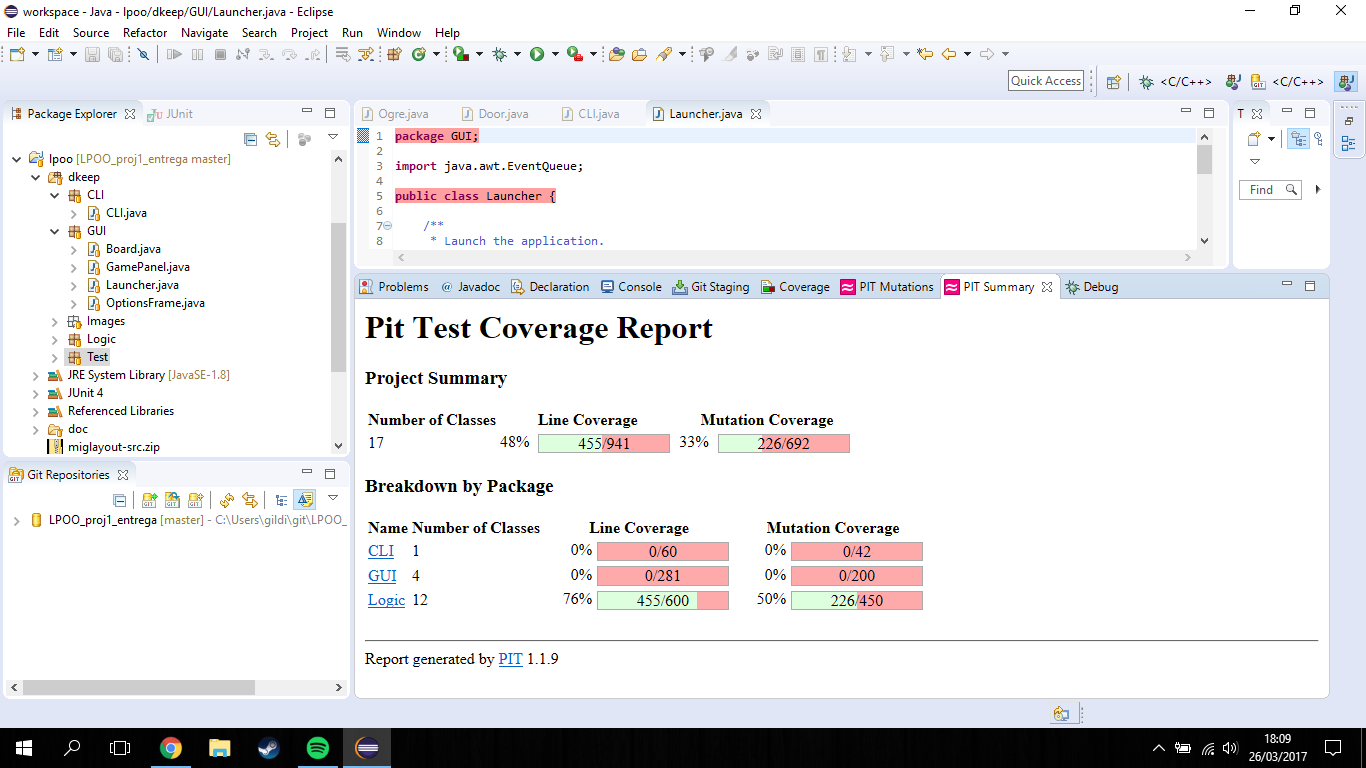 workspace - Java - lpoo/dkeep/GUI/Launcher.java - Eclipse
File Edit Source Refactor Navigate Search Project Run Window Help
Quick Access <C/C++> <C/C++>
Package Explorer JUnit
lpoo [LPOO_proj1_entrega master]
dkeep
CLI
CLI.java
GUI
Board.java
GamePanel.java
Launcher.java
OptionsFrame.java
Images
Logic
Test
JRE System Library [JavaSE-1.8]
JUnit 4
Referenced Libraries
doc
miglayout-src.zip
Git Repositories
LPOO_proj1_entrega [master] - C:\Users\gildi\git\LPOO_
Ogre.java Door.java CLI.java Launcher.java
1 package GUI;
2
3 import java.awt.EventQueue;
4
5 public class Launcher {
6
7 /**
8 * Launch the application.
T
Find
Problems @ Javadoc Declaration Console Git Staging Coverage PIT Mutations PIT Summary Debug
Pit Test Coverage Report
Project Summary
Number of Classes Line Coverage Mutation Coverage
17 48% 455/941 33% 226/692
Breakdown by Package
Name Number of Classes Line Coverage Mutation Coverage
CLI 1 0% 0/60 0% 0/42
GUI 4 0% 0/281 0% 0/200
Logic 12 76% 455/600 50% 226/450
Report generated by PIT 1.1.9
18:09
26/03/2017